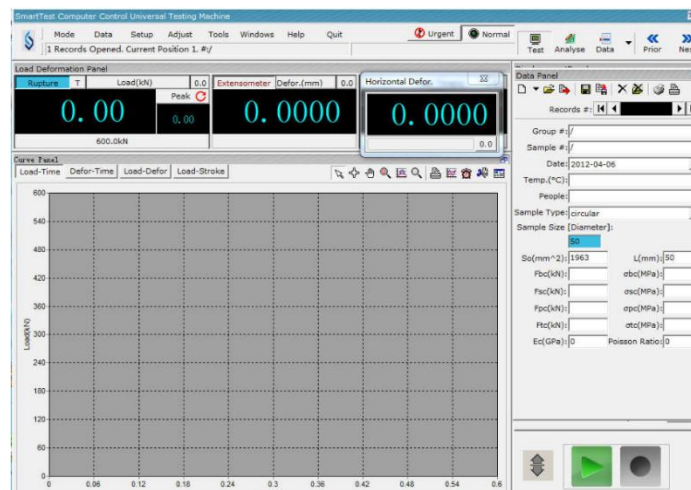 SmartTest Computer Control Universal Testing Machine
Mode Data Setup Adjust Tools Windows Help Quit
Urgent Normal
1 Records Opened. Current Position 1. #:/
Test Analyse Data Prior
Load Deformation Panel
Rupture T Load(kN) 0.0
Extensometer Defor.(mm) 0.0
Horizontal Defor.
0.00
Peak
0.00
0.0000
0.0000
600.0kN
0.0
Data Panel
Records #:
Group #: /
Sample #: /
Date: 2012-04-06
Temp.(°C):
People:
Sample Type: circular
Sample Size [Diameter]:
50
So(mm^2): 1963 L(mm): 50
Fbc(kN): σbc(MPa):
Fsc(kN): σsc(MPa):
Fpc(kN): σpc(MPa):
Ftc(kN): σtc(MPa):
Ec(GPa): 0 Poisson Ratio: 0
Curve Panel
Load-Time Defor-Time Load-Defor Load-Stroke
Load(kN)
600
540
480
420
360
300
240
180
120
60
0
0 0.06 0.12 0.18 0.24 0.3 0.36 0.42 0.48 0.54 0.6